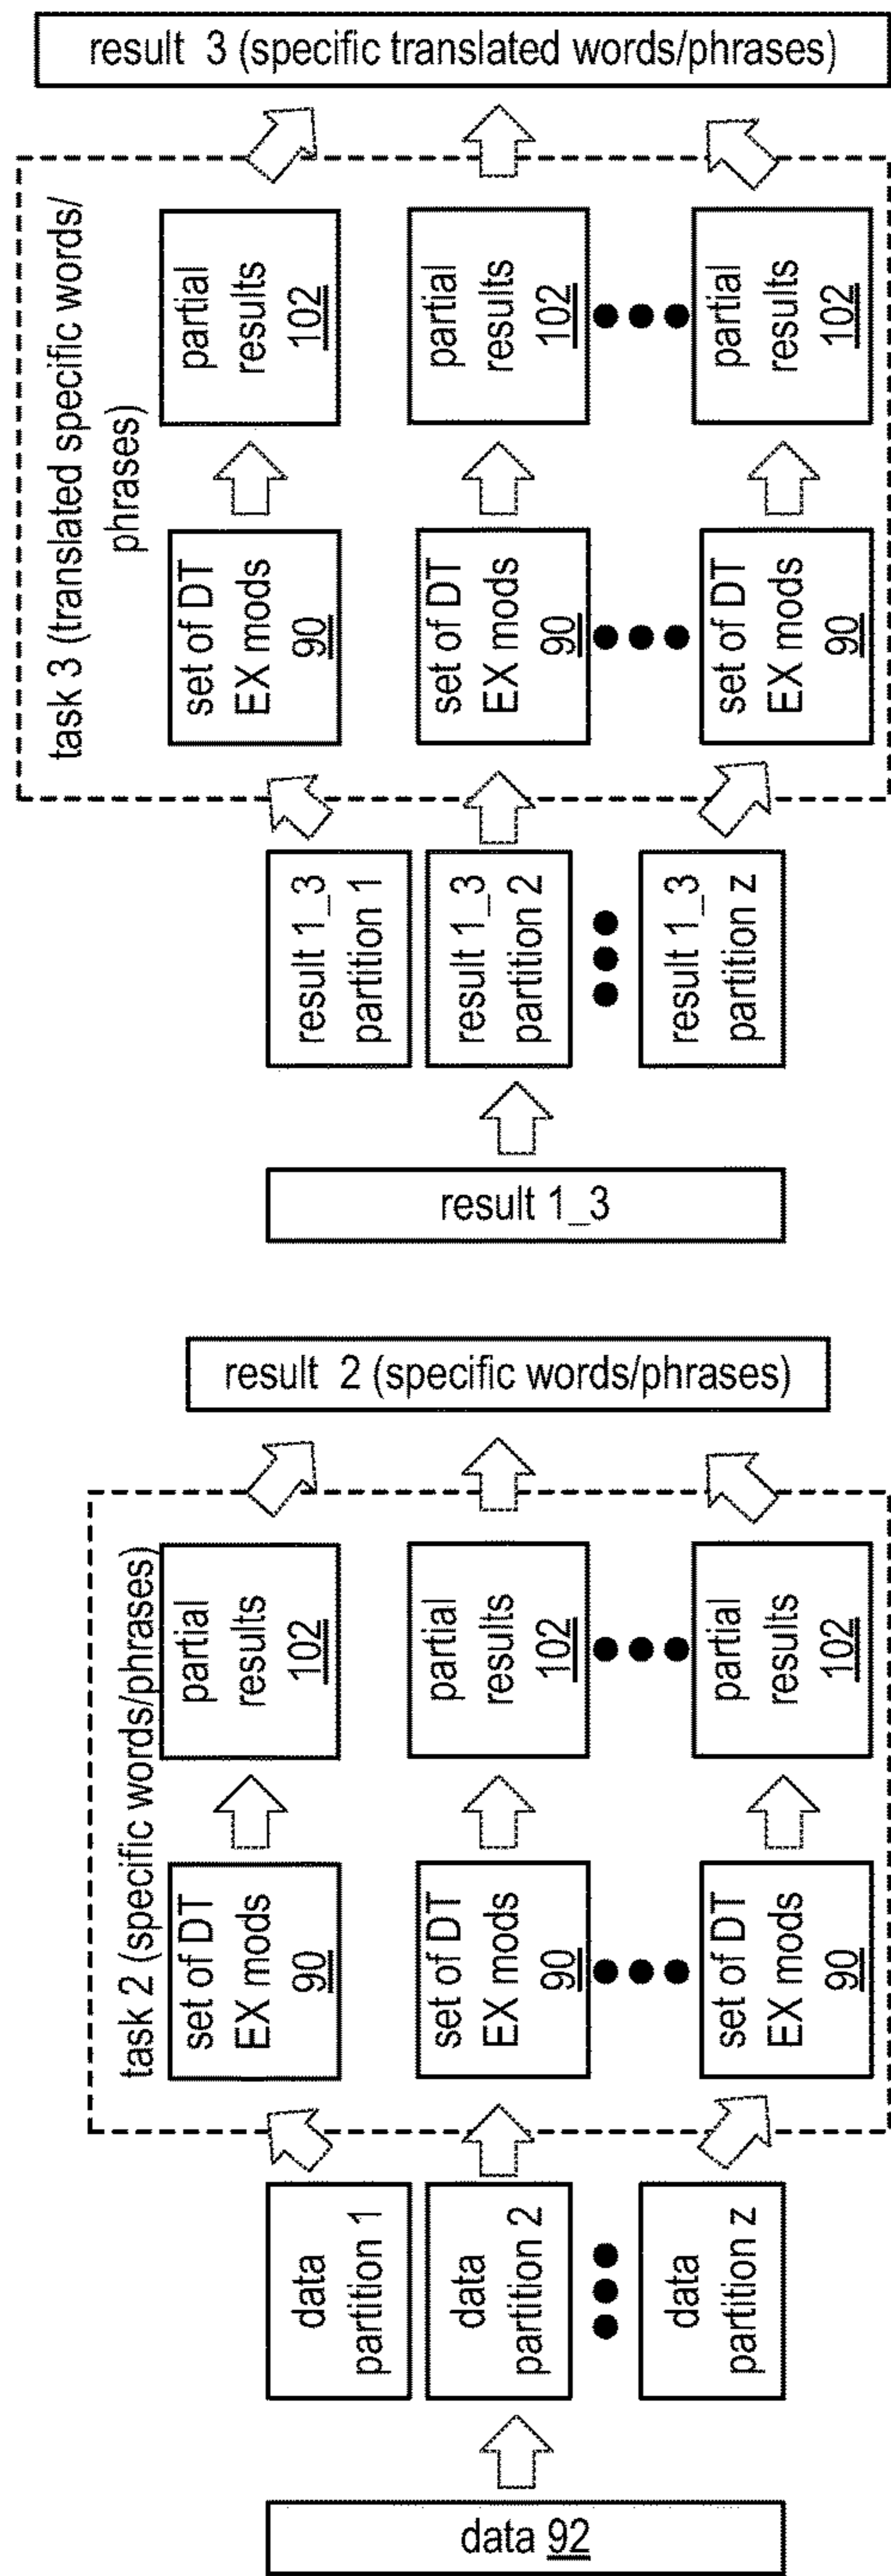 data 92
data
partition 1
data
partition 2
data
partition z
task 2 (specific words/phrases)
set of DT
EX mods
90
set of DT
EX mods
90
set of DT
EX mods
90
partial
results
102
partial
results
102
partial
results
102
result 2 (specific words/phrases)
result 1_3
result 1_3
partition 1
result 1_3
partition 2
result 1_3
partition z
task 3 (translated specific words/
phrases)
set of DT
EX mods
90
set of DT
EX mods
90
set of DT
EX mods
90
partial
results
102
partial
results
102
partial
results
102
result 3 (specific translated words/phrases)